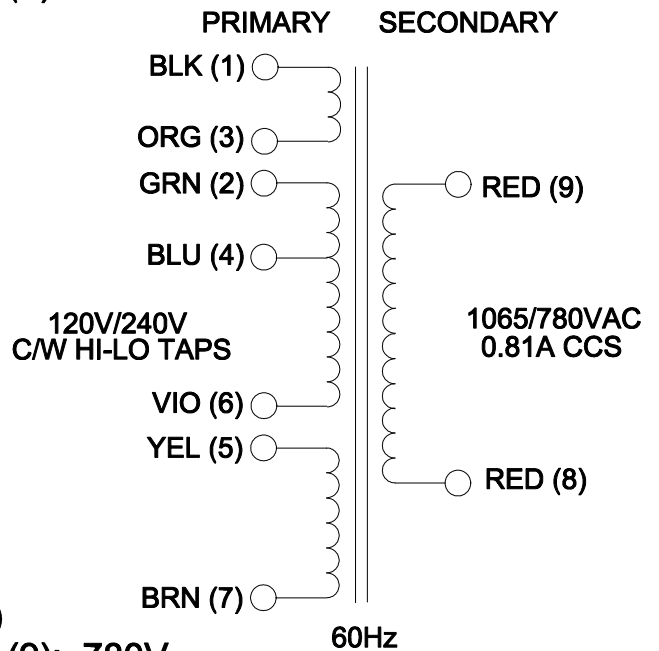 PRIMARY SECONDARY
BLK (1)
ORG (3)
GRN (2)
RED (9)
BLU (4)
120V/240V
C/W HI-LO TAPS
1065/780VAC
0.81A CCS
VIO (6)
YEL (5)
RED (8)
BRN (7)
60Hz